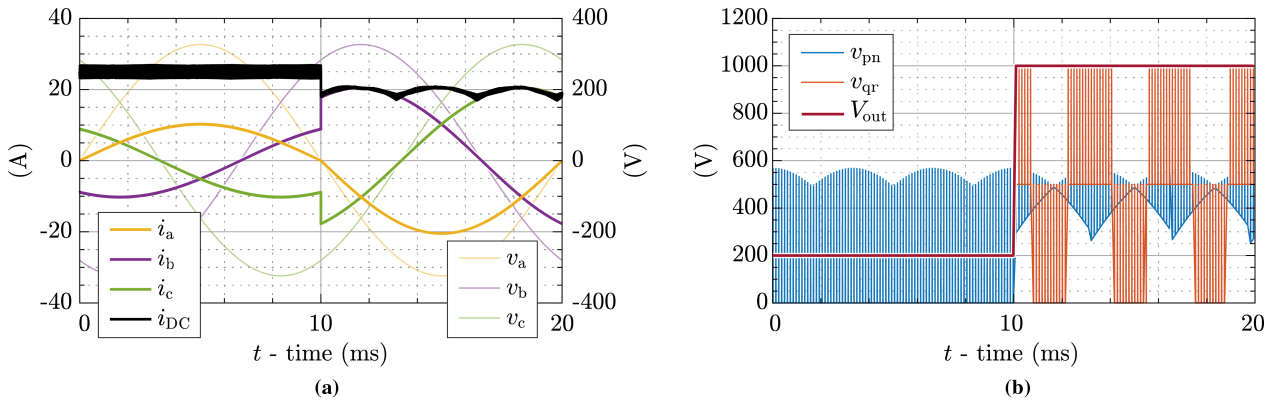 40
20
0
-20
-40
(A)
400
200
0
-200
-400
(V)
0
10
20
t - time (ms)
i_a
i_b
i_c
i_DC
v_a
v_b
v_c
(a)
1200
1000
800
600
400
200
0
(V)
0
10
20
t - time (ms)
v_pn
v_qr
V_out
(b)